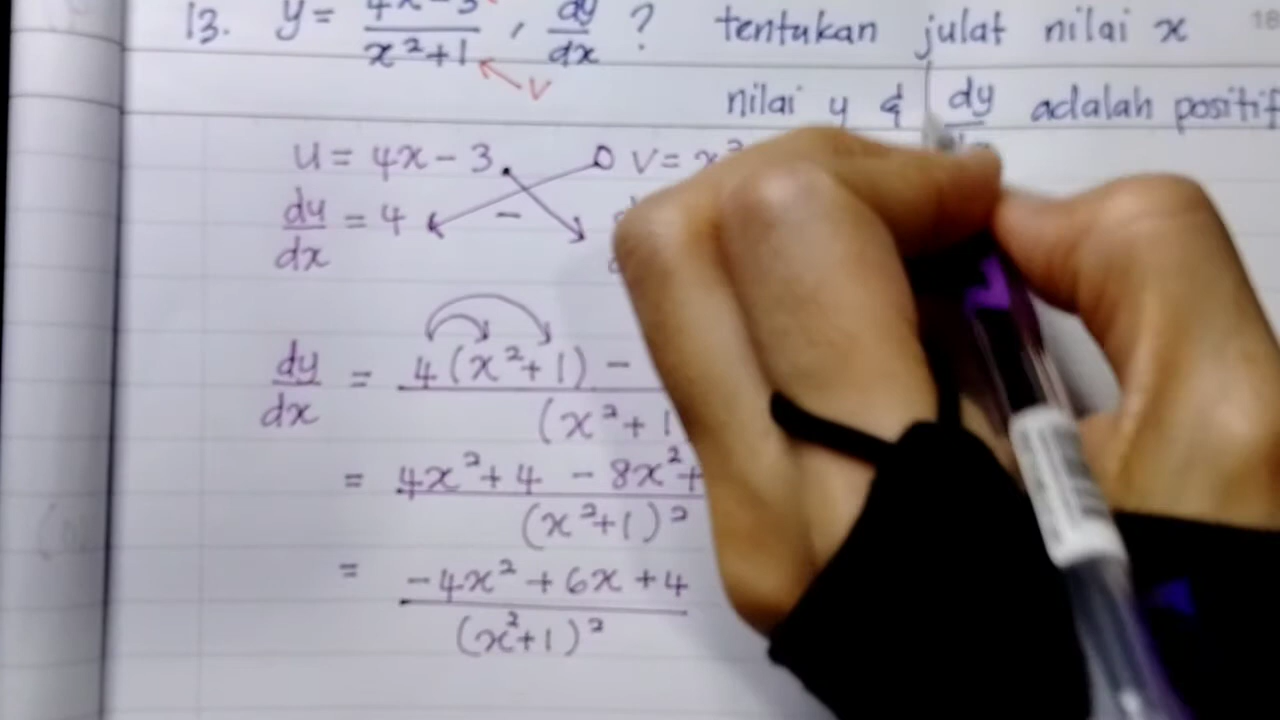 13. y = 4x - 3 / x² + 1 , dy/dx ? tentukan julat nilai x
v
nilai y & dy adalah positif
u = 4x - 3 v = x²
du/dx = 4 -
dy/dx = 4(x² + 1) - / (x² + 1
= 4x² + 4 - 8x² + / (x² + 1)²
= -4x² + 6x + 4 / (x² + 1)²